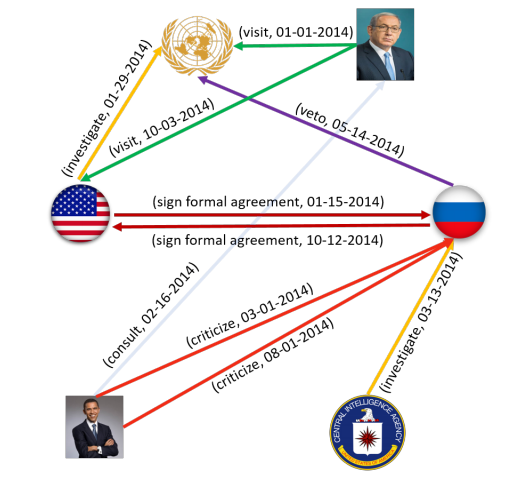 (visit, 01-01-2014)
(investigate, 01-29-2014)
(visit, 10-03-2014)
(veto, 05-14-2014)
(sign formal agreement, 01-15-2014)
(sign formal agreement, 10-12-2014)
(consult, 02-16-2014)
(criticize, 03-01-2014)
(criticize, 08-01-2014)
(investigate, 03-13-2014)
CENTRAL INTELLIGENCE AGENCY
UNITED STATES OF AMERICA